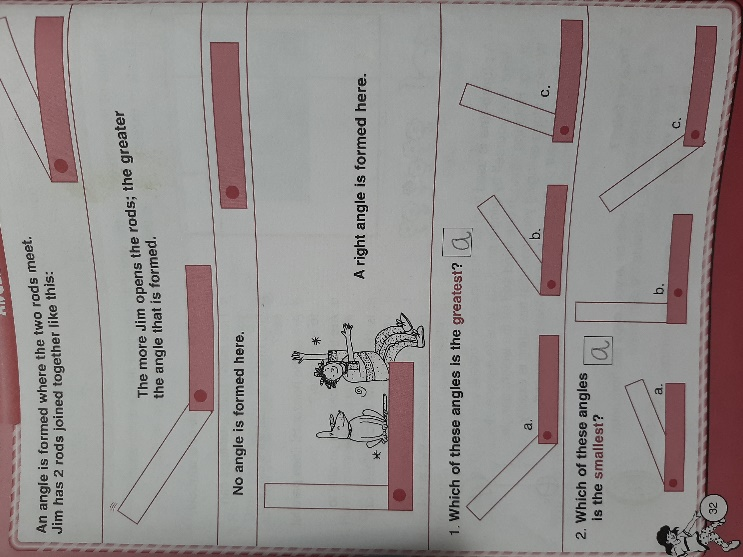 An angle is formed where the two rods meet.
Jim has 2 rods joined together like this:
The more Jim opens the rods; the greater
the angle that is formed.
No angle is formed here.
A right angle is formed here.
1. Which of these angles is the greatest? a
a.
b.
c.
2. Which of these angles
is the smallest? a
a.
b.
c.
32